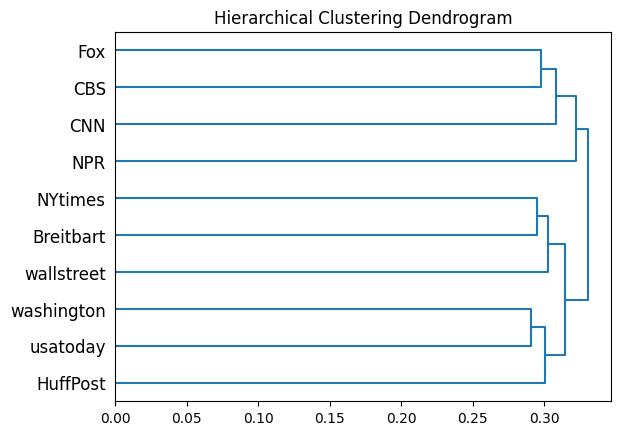 Hierarchical Clustering Dendrogram
Fox
CBS
CNN
NPR
NYtimes
Breitbart
wallstreet
washington
usatoday
HuffPost
0.00 0.05 0.10 0.15 0.20 0.25 0.30